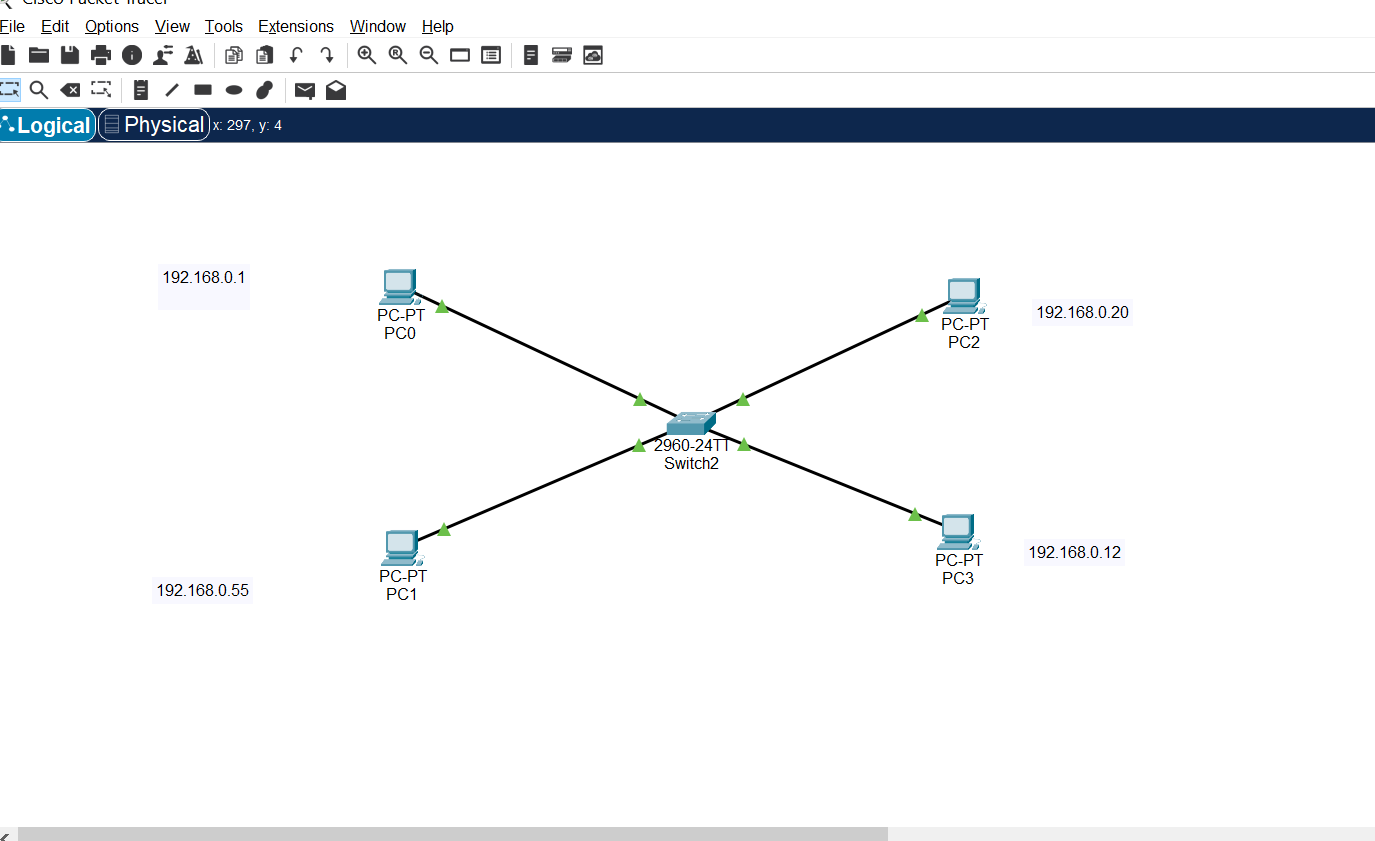 Cisco Packet Tracer
File Edit Options View Tools Extensions Window Help
Logical Physical x: 297, y: 4
192.168.0.1
PC-PT
PC0
PC-PT
PC2
192.168.0.20
2960-24TT
Switch2
PC-PT
PC1
192.168.0.55
PC-PT
PC3
192.168.0.12